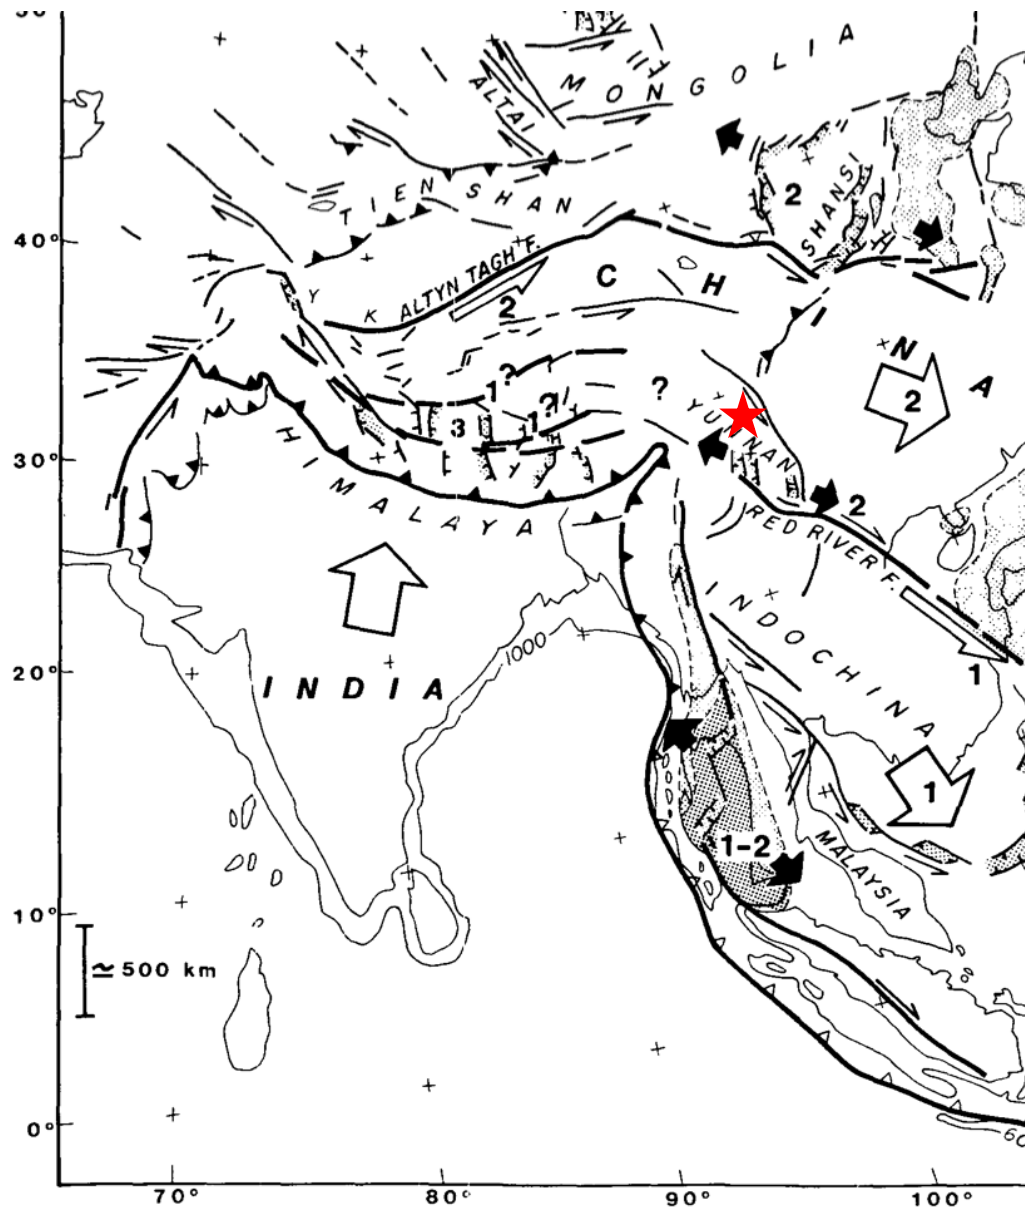 MONGOLIA
ALTAI
TIEN SHAN
2
SHANSI
40°
ALTYN TAGH F.
K
Y
2
C H I N A
2
1?
1?
?
3
Y
YUNNAN
30°
HIMALAYA
2
RED RIVER F.
1
INDOCHINA
1000
20°
INDIA
1
1-2
MALAYSIA
10°
≃ 500 km
0°
70°
80°
90°
100°